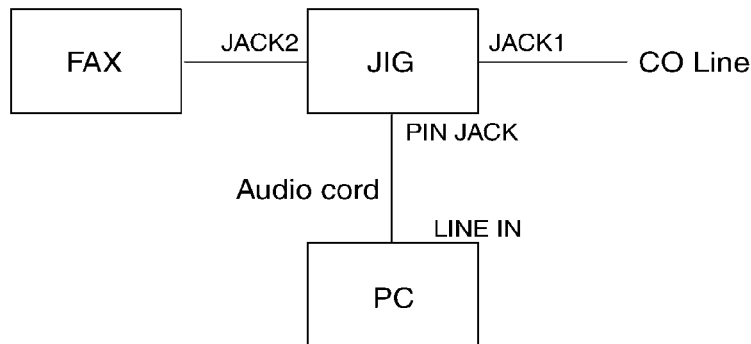 JACK2
JACK1
FAX
JIG
CO Line
PIN JACK
Audio cord
LINE IN
PC